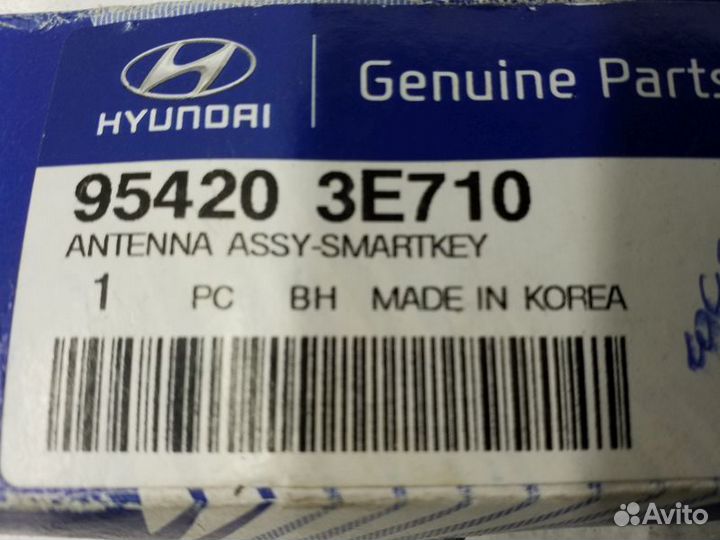 HYUNDAI
Genuine Parts
95420 3E710
ANTENNA ASSY-SMARTKEY
1 PC BH MADE IN KOREA
Avito